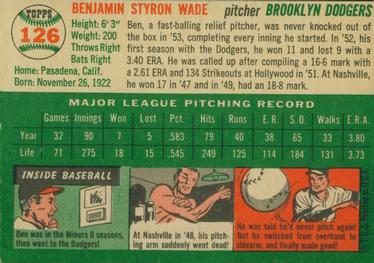 TOPPS
126
BENJAMIN STYRON WADE pitcher BROOKLYN DODGERS
Height: 6' 3"
Weight: 200
Throws Right
Bats Right
Home: Pasadena, Calif.
Born: November 26, 1922
Ben, a fast-balling relief pitcher, was never knocked out of
the box in '53, completing every inning he started. In '52, his
first season with the Dodgers, he won 11 and lost 9 with a
3.40 ERA. He was called up after compiling a 16-6 mark with
a 2.61 ERA and 134 Strikeouts at Hollywood in '51. At Nashville,
he won 17 in '47 and in '49, had an 18-8 mark.
MAJOR LEAGUE PITCHING RECORD
Games Innings Won Lost Pct. Hits Runs E.R. S.O. Walks E.R.A.
Year 32 90 7 5 .583 79 40 38 65 33 3.80
Life 71 275 18 15 .545 249 131 114 133 3.73
INSIDE BASEBALL
Ben was in the Minors 9 seasons,
then went to the Dodgers!
At Nashville in '48, his pitch-
ing arm suddenly went dead!
He was told he'd never pitch again!
But he switched from overhand to
sidearm, and finally made good!